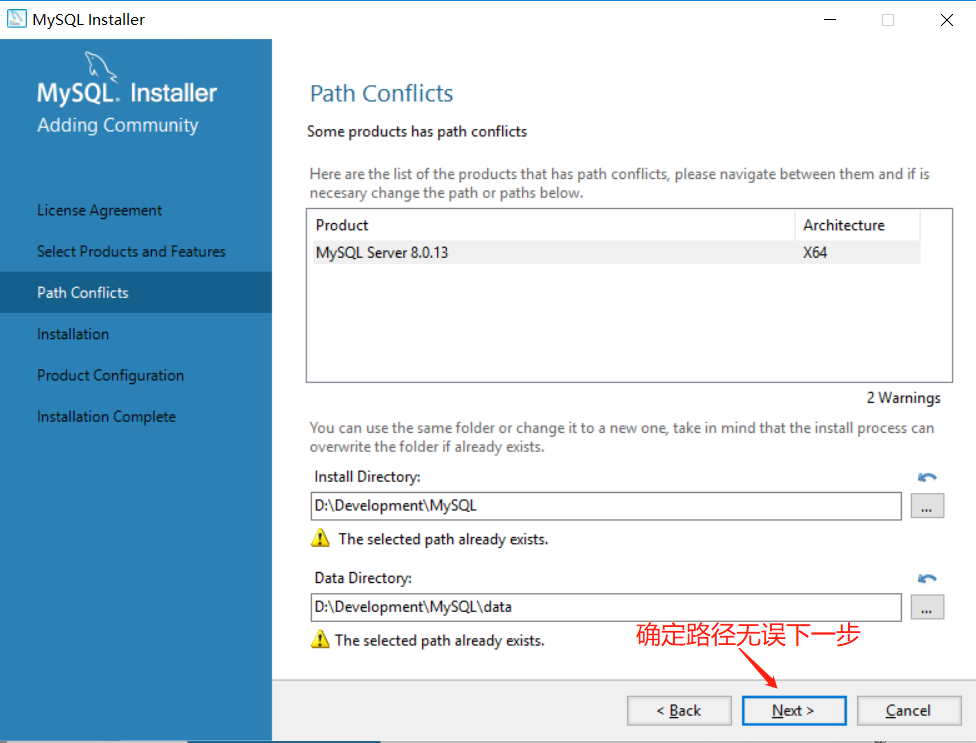 MySQL Installer
MySQL. Installer
Adding Community
License Agreement
Select Products and Features
Path Conflicts
Installation
Product Configuration
Installation Complete
Path Conflicts
Some products has path conflicts
Here are the list of the products that has path conflicts, please navigate between them and if is
necesary change the path or paths below.
Product Architecture
MySQL Server 8.0.13 X64
2 Warnings
You can use the same folder or change it to a new one, take in mind that the install process can
overwrite the folder if already exists.
Install Directory:
D:\Development\MySQL
...
The selected path already exists.
Data Directory:
D:\Development\MySQL\data
...
The selected path already exists.
确定路径无误下一步
< Back Next > Cancel